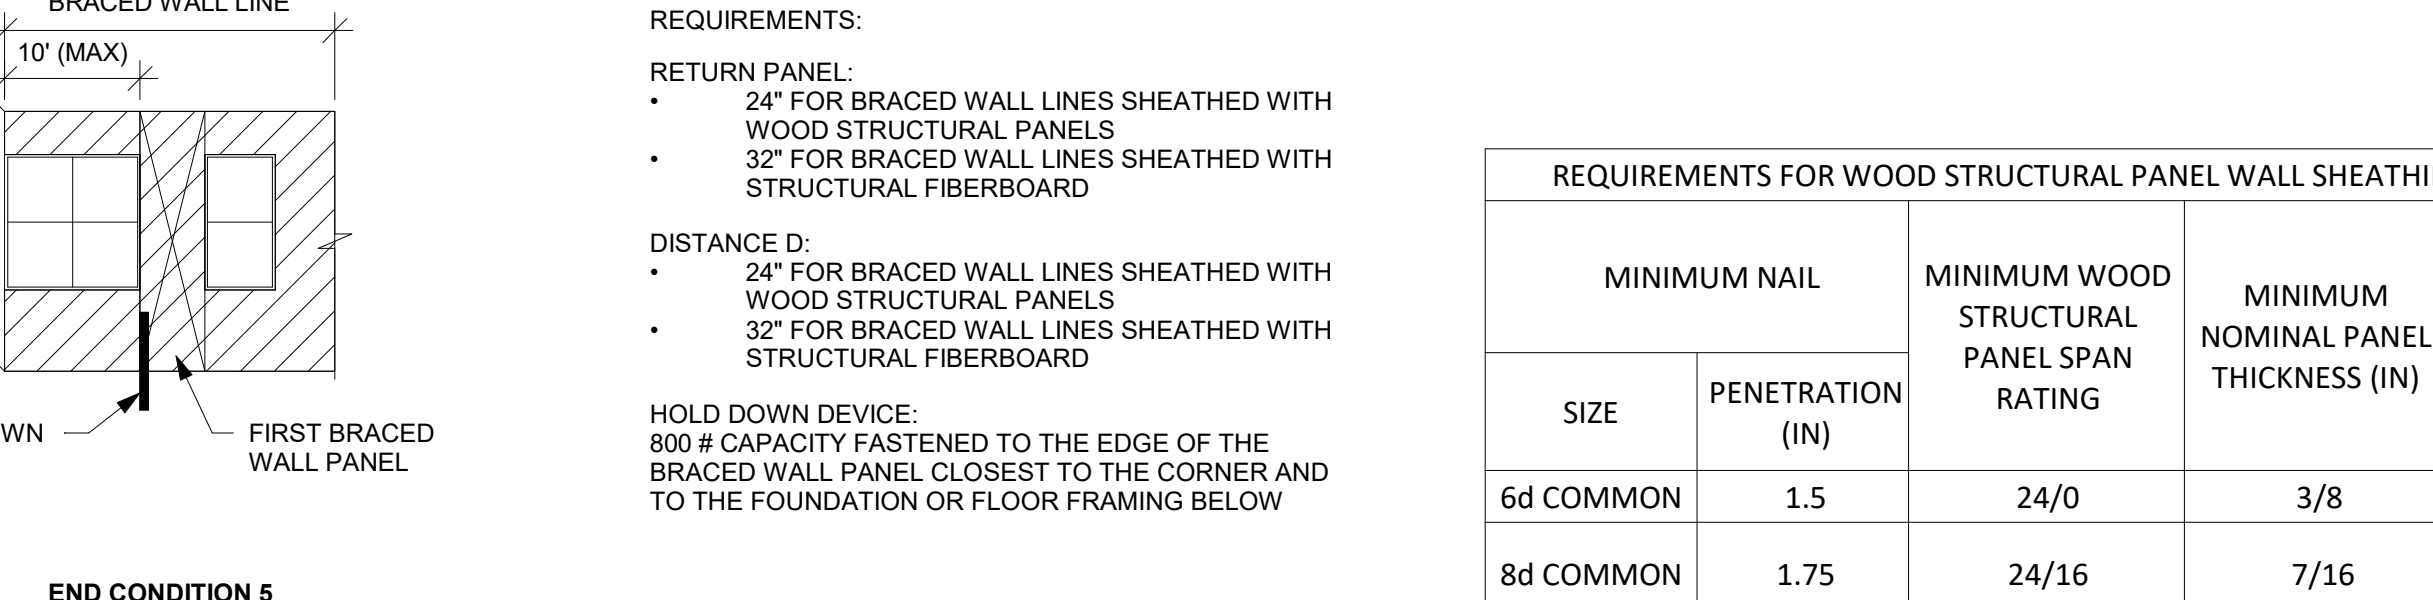 BRACED WALL LINE
10' (MAX)
WN
FIRST BRACED
WALL PANEL
END CONDITION 5
REQUIREMENTS:
RETURN PANEL:
• 24" FOR BRACED WALL LINES SHEATHED WITH
WOOD STRUCTURAL PANELS
• 32" FOR BRACED WALL LINES SHEATHED WITH
STRUCTURAL FIBERBOARD
DISTANCE D:
• 24" FOR BRACED WALL LINES SHEATHED WITH
WOOD STRUCTURAL PANELS
• 32" FOR BRACED WALL LINES SHEATHED WITH
STRUCTURAL FIBERBOARD
HOLD DOWN DEVICE:
800 # CAPACITY FASTENED TO THE EDGE OF THE
BRACED WALL PANEL CLOSEST TO THE CORNER AND
TO THE FOUNDATION OR FLOOR FRAMING BELOW
REQUIREMENTS FOR WOOD STRUCTURAL PANEL WALL SHEATHI
MINIMUM NAIL
MINIMUM WOOD
STRUCTURAL
PANEL SPAN
RATING
MINIMUM
NOMINAL PANEL
THICKNESS (IN)
SIZE
PENETRATION
(IN)
6d COMMON 1.5 24/0 3/8
8d COMMON 1.75 24/16 7/16